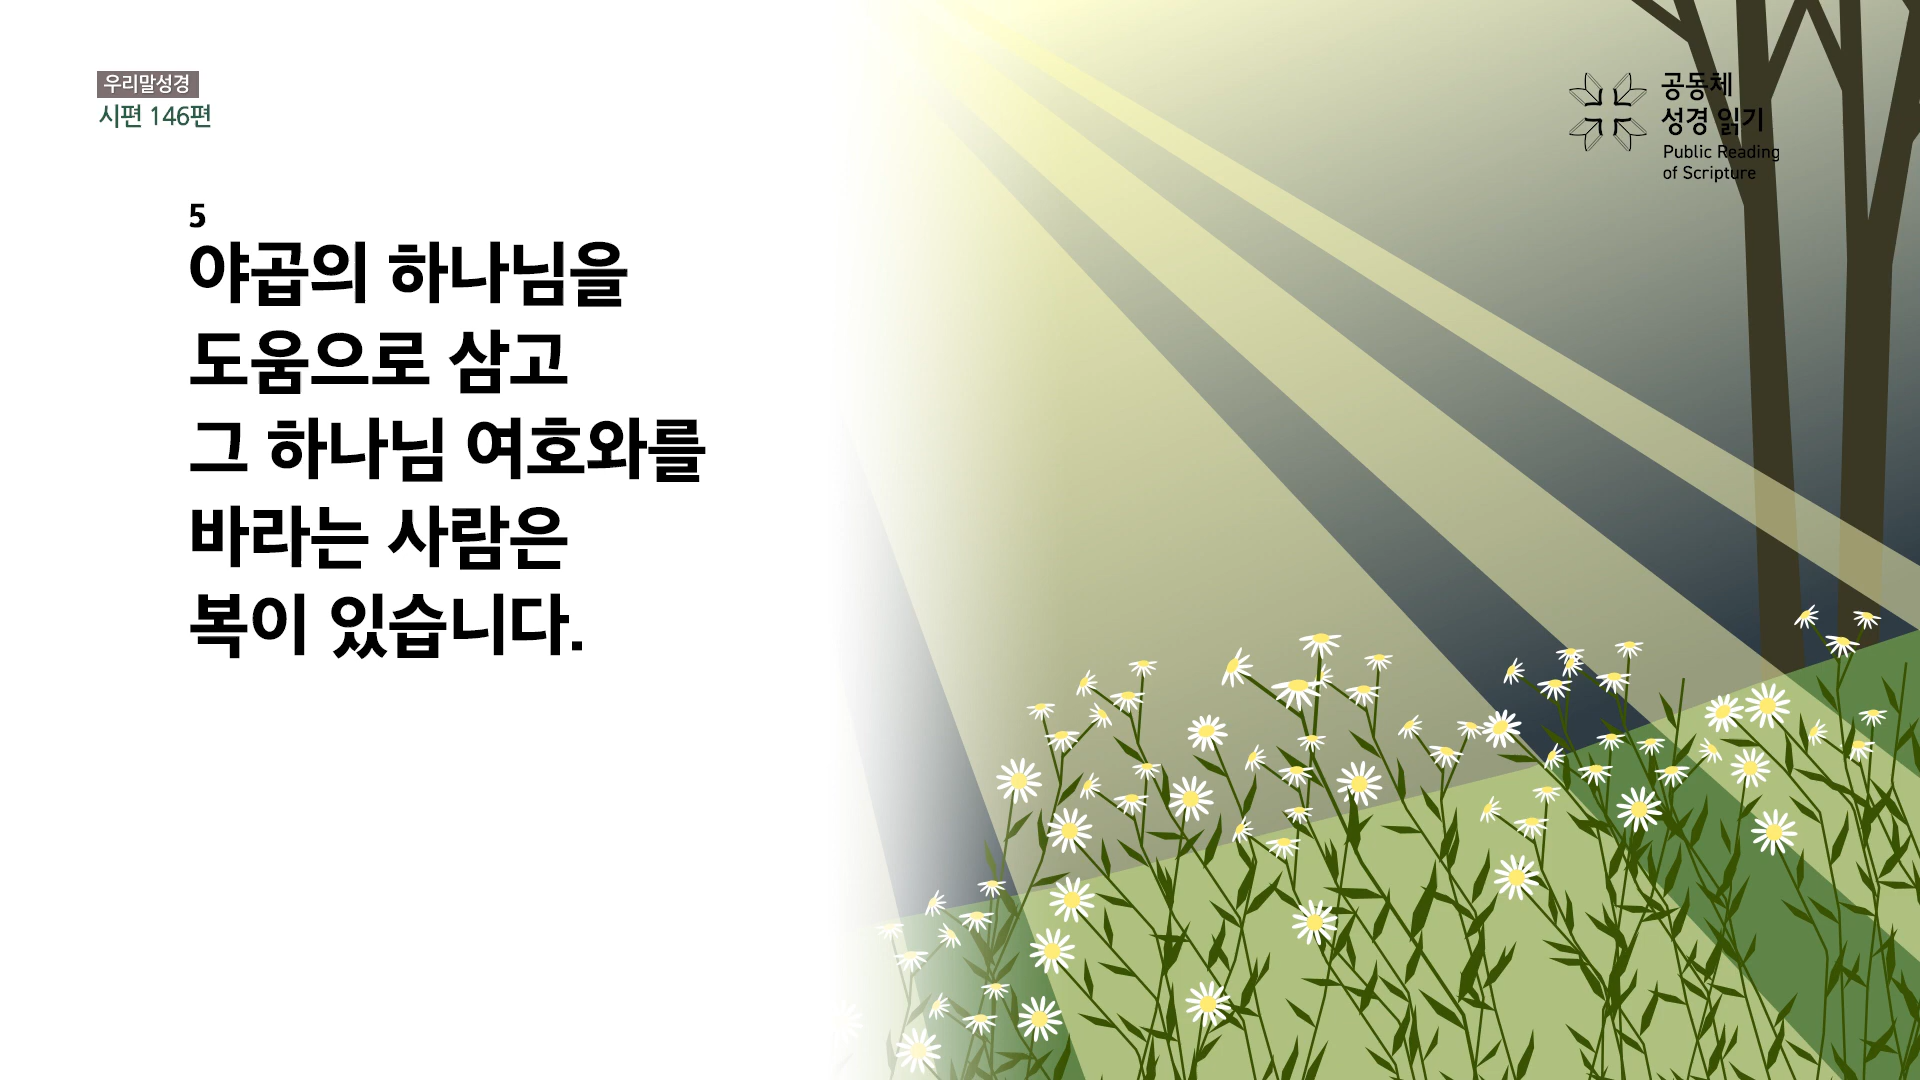 우리말성경
시편 146편
공동체
성경 읽기
Public Reading
of Scripture
5
야곱의 하나님을
도움으로 삼고
그 하나님 여호와를
바라는 사람은
복이 있습니다.